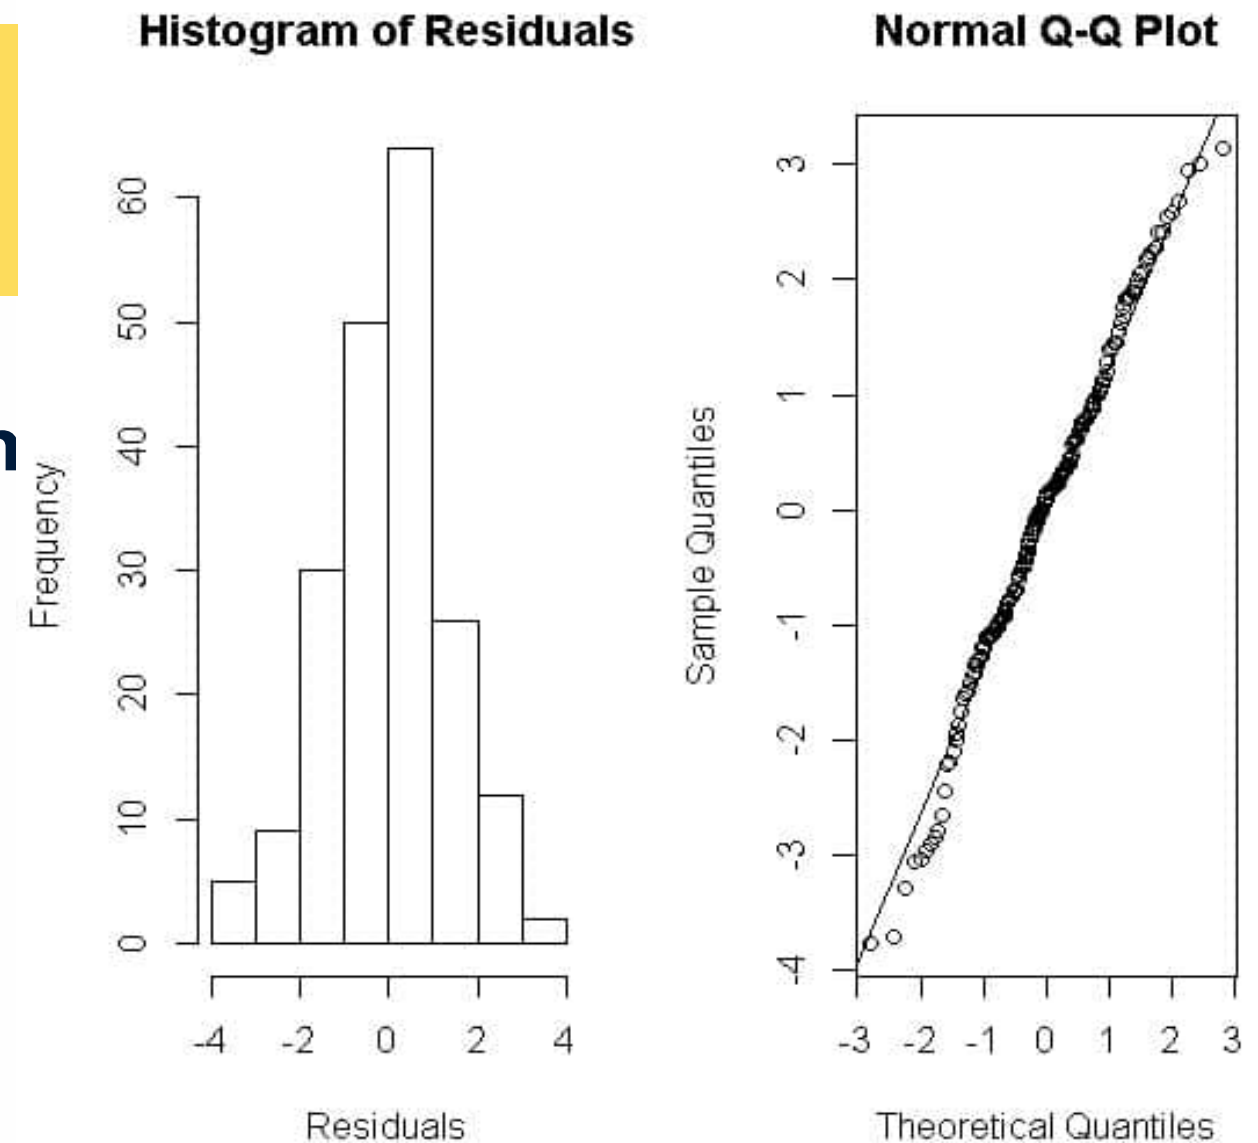 Histogram of Residuals
Frequency
60
50
40
30
20
10
0
-4 -2 0 2 4
Residuals
Normal Q-Q Plot
Sample Quantiles
3
2
1
0
-1
-2
-3
-4
-3 -2 -1 0 1 2 3
Theoretical Quantiles